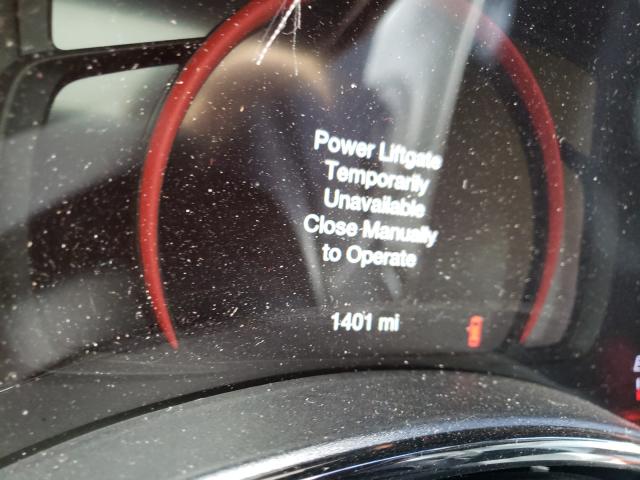 Power Liftgate
Temporarily
Unavailable
Close Manually
to Operate
1401 mi
E